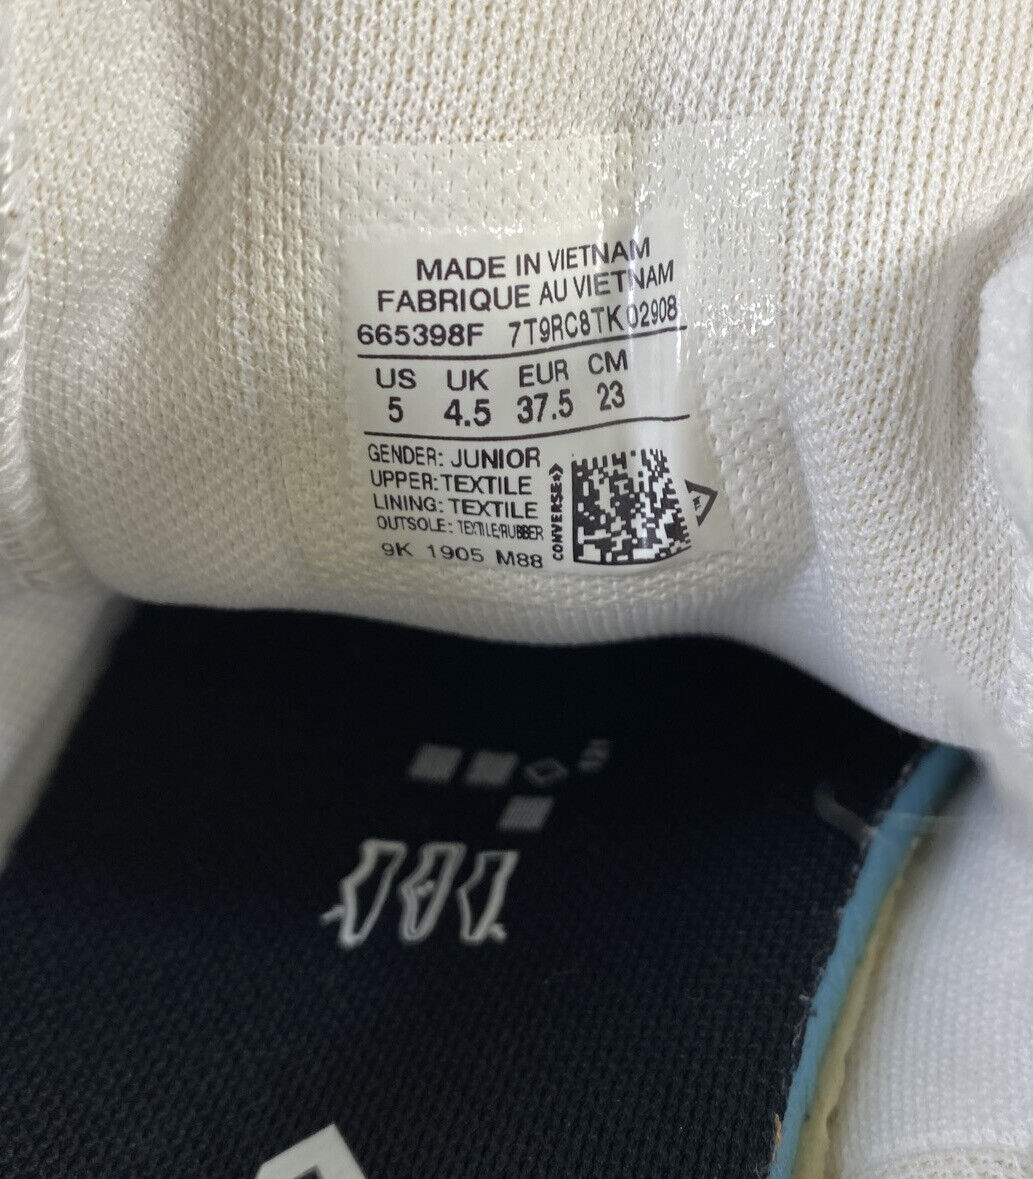 MADE IN VIETNAM
FABRIQUE AU VIETNAM
665398F 7T9RC8TK02908
US UK EUR CM
5 4.5 37.5 23
GENDER: JUNIOR
UPPER: TEXTILE
LINING: TEXTILE
OUTSOLE: TEXTILE/RUBBER
9K 1905 M88
CONVERSE